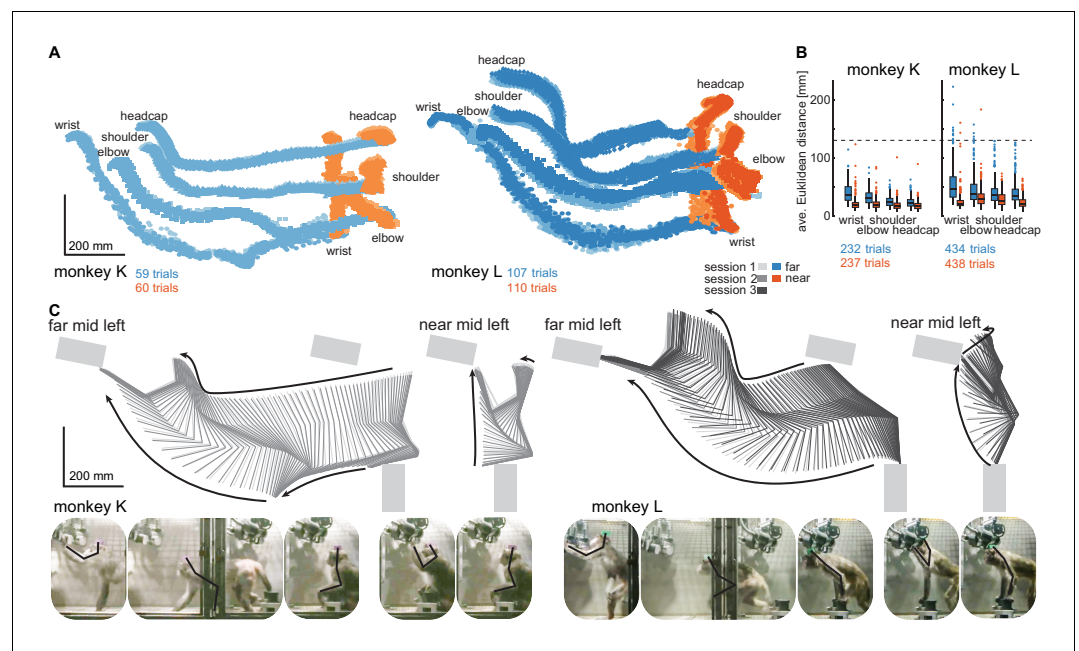 A
headcap
wrist
shoulder
elbow
headcap
shoulder
wrist
elbow
200 mm
monkey K
59 trials
60 trials
headcap
shoulder
wrist
elbow
headcap
shoulder
elbow
wrist
monkey L
107 trials
110 trials
session 1
session 2
session 3
far
near
B
monkey K
monkey L
ave. Euklidean distance [mm]
200
100
0
wrist shoulder
elbow headcap
wrist shoulder
elbow headcap
232 trials
237 trials
434 trials
438 trials
C
far mid left
near mid left
far mid left
near mid left
200 mm
monkey K
monkey L